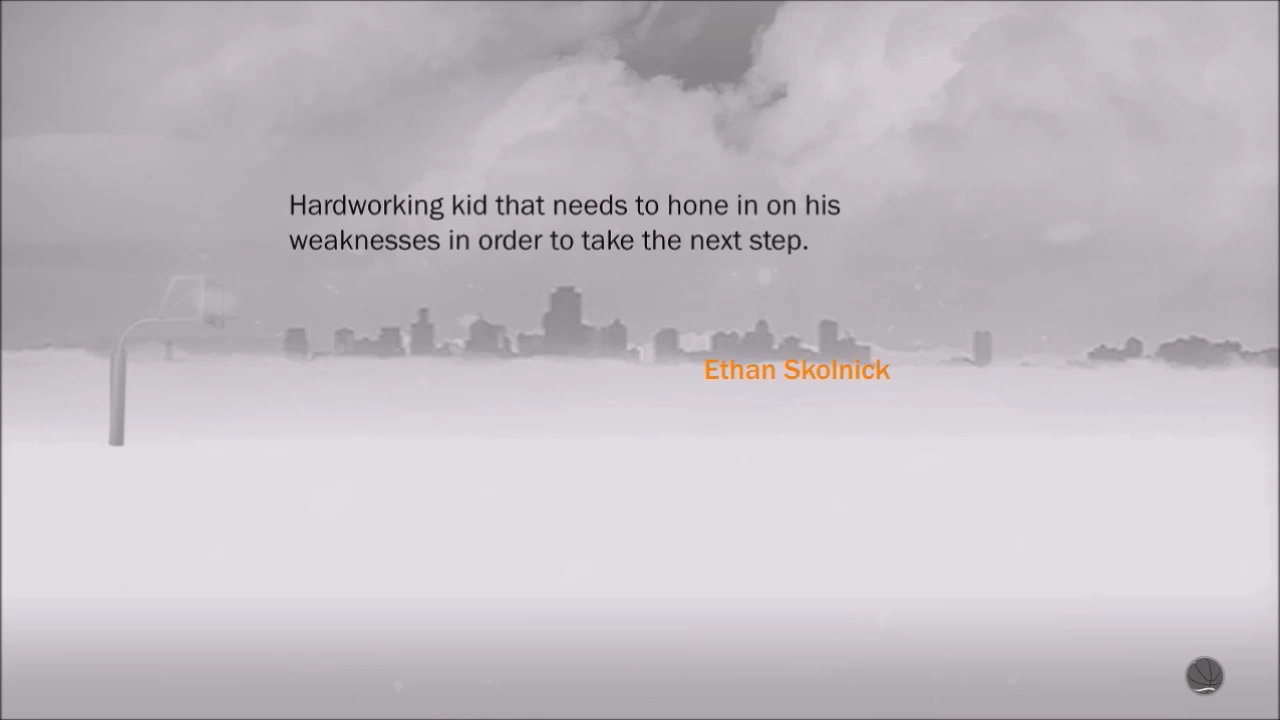 Hardworking kid that needs to hone in on his
weaknesses in order to take the next step.
Ethan Skolnick